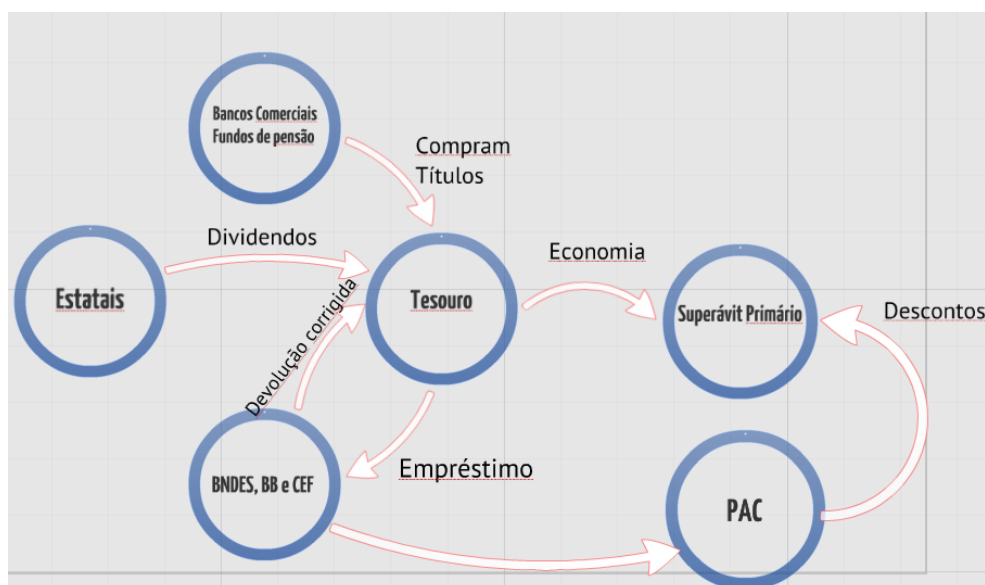 Bancos Comerciais
Fundos de pensão
Compram
Títulos
Dividendos
Economia
Estatais
Tesouro
Superávit Primário
Descontos
Devolução corrigida
BNDES, BB e CEF
Empréstimo
PAC